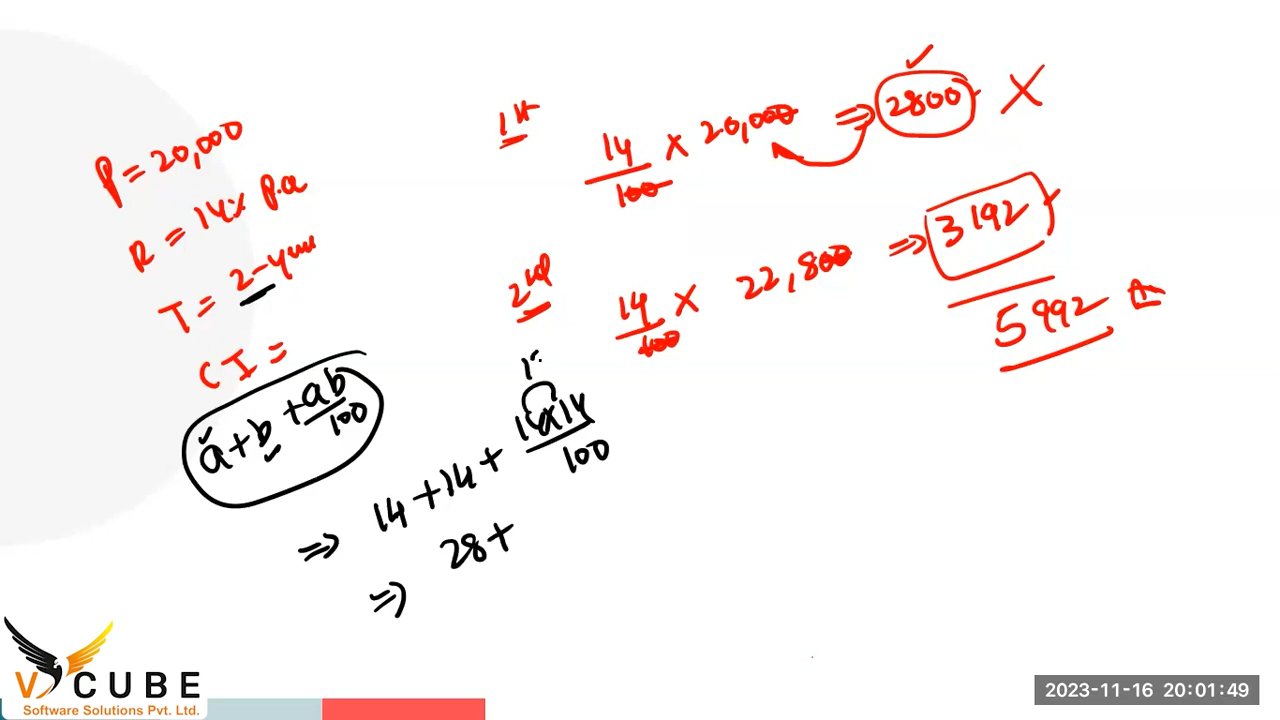 P = 20,000
R = 14% p.a
T = 2-year
CI =
a + b + ab/100
1st
14/100 × 20,000 ⇒ 2800 ×
2nd
14/100 × 22,800 ⇒ 3192
5992
⇒ 14 + 14 + 14×14/100
⇒ 28 +
V CUBE
Software Solutions Pvt. Ltd.
2023-11-16 20:01:49